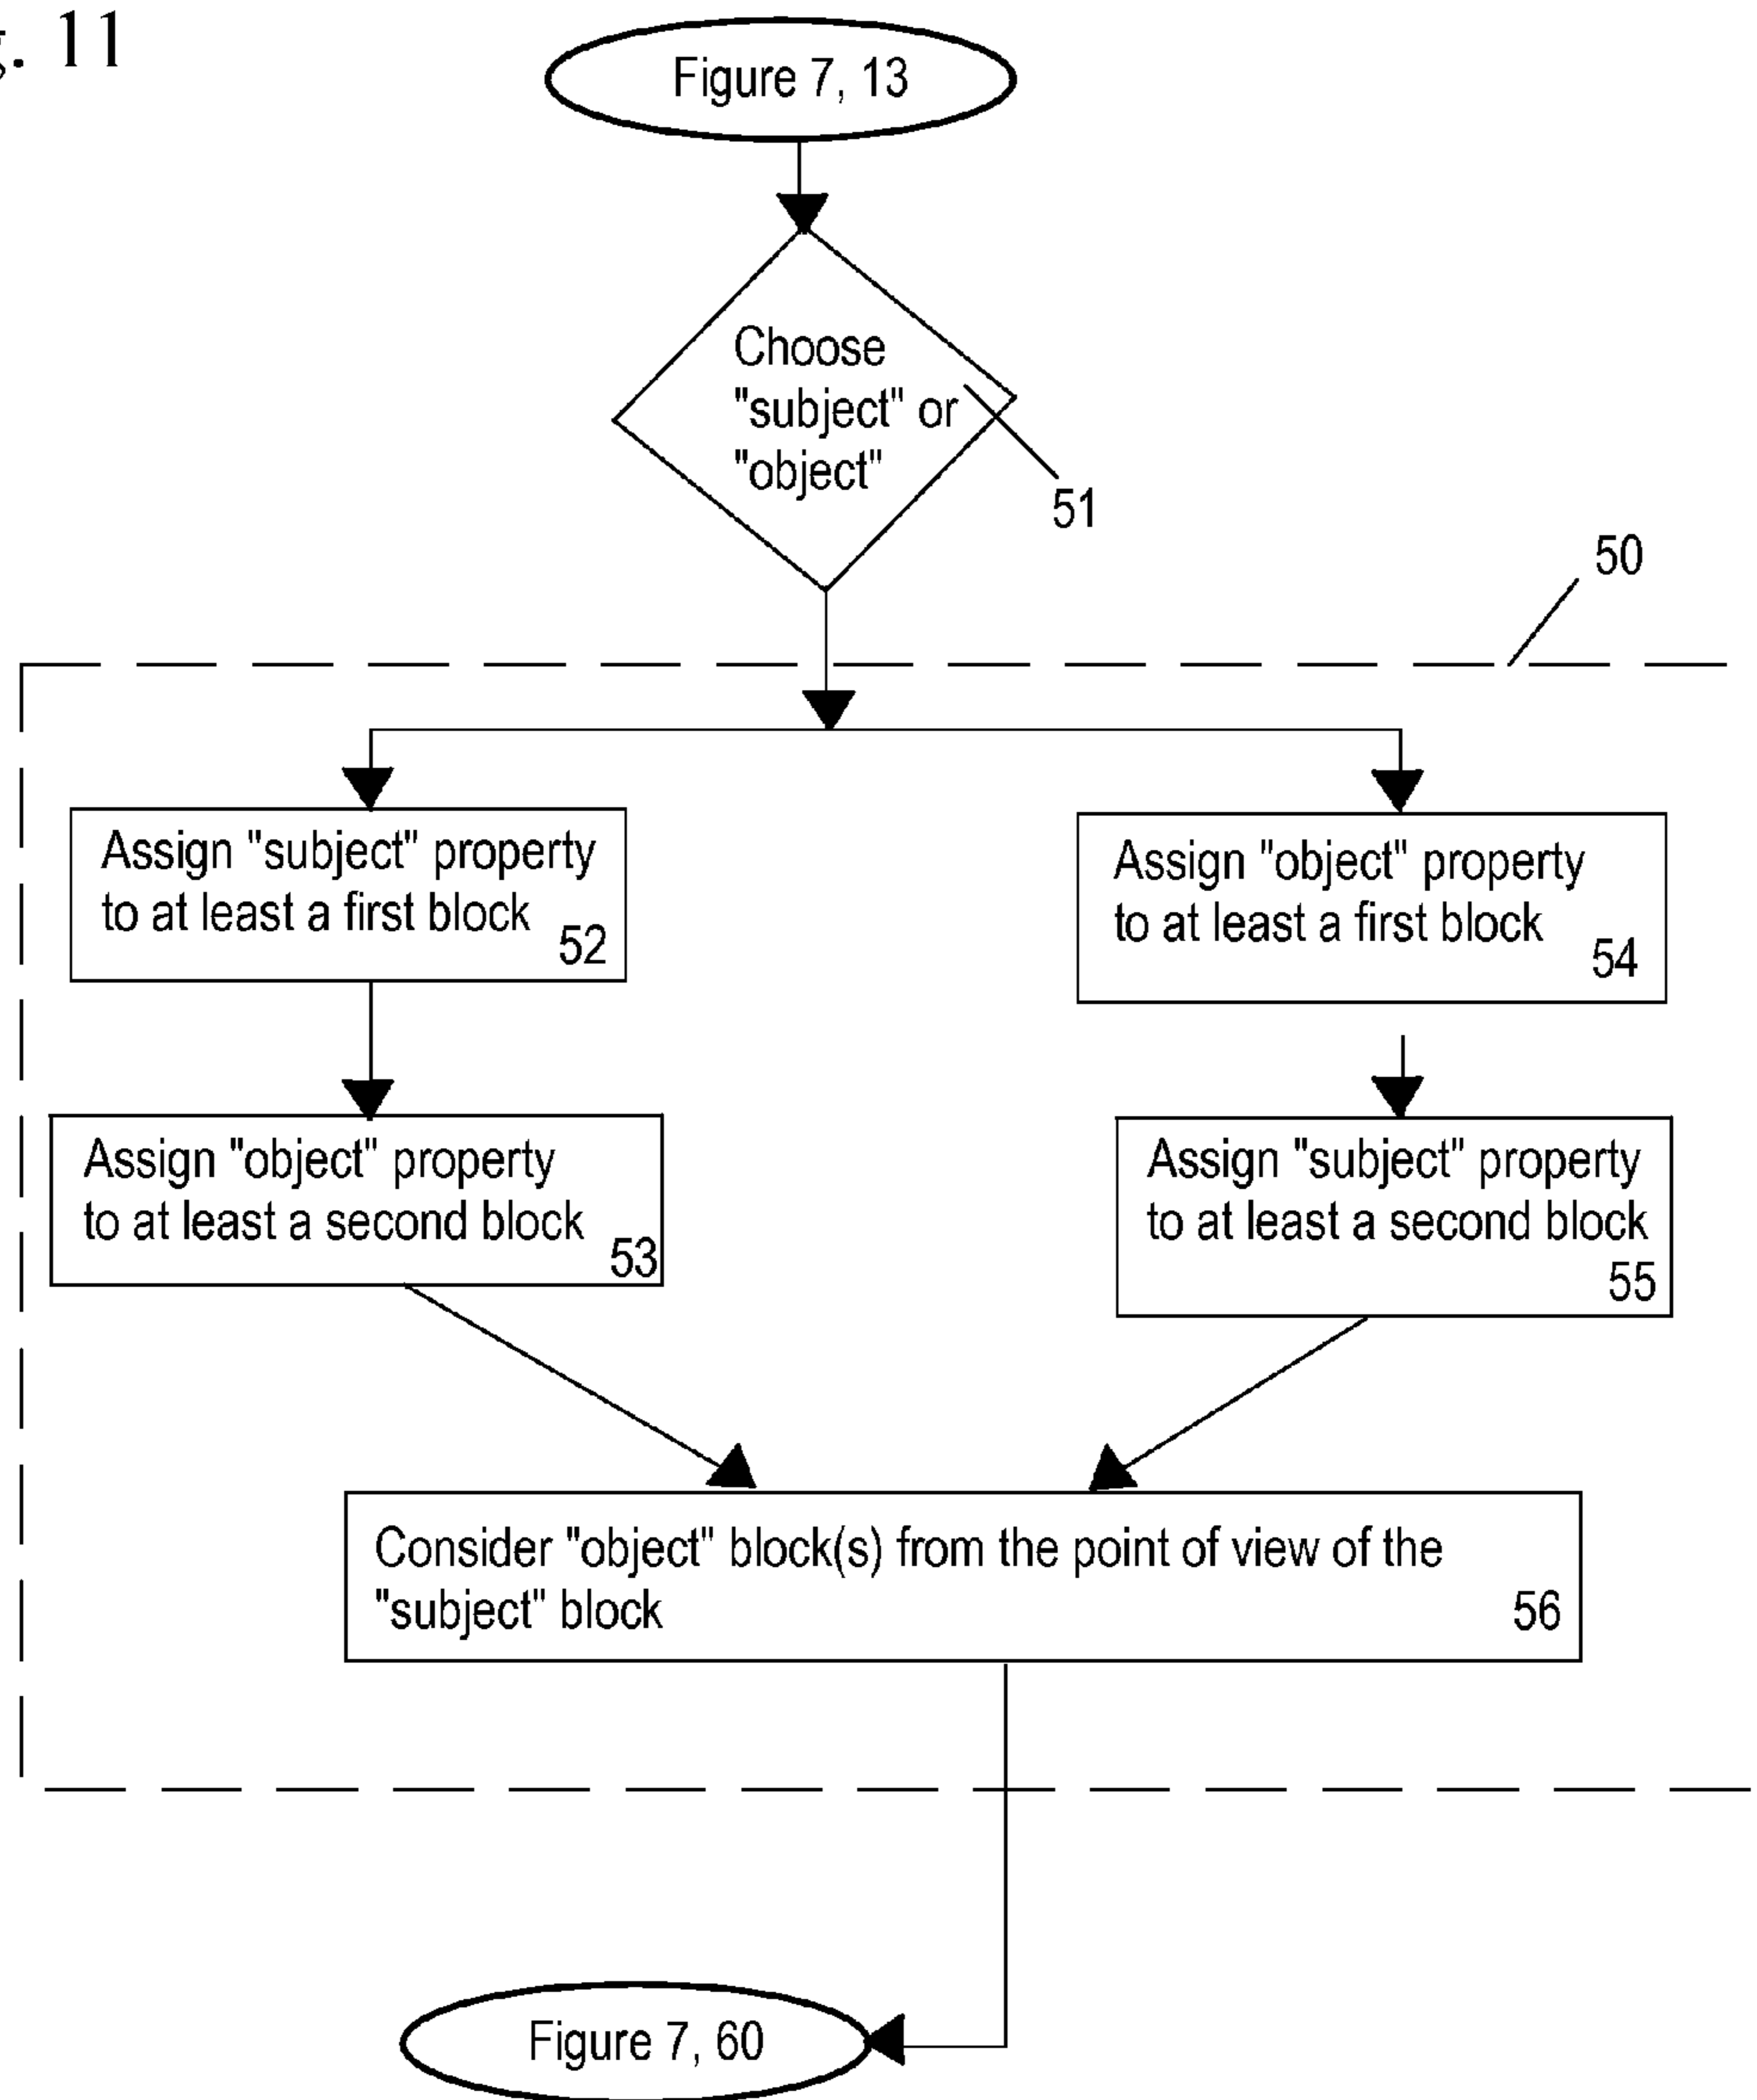 . 11
Figure 7, 13
Choose
"subject" or
"object"
51
50
Assign "subject" property
to at least a first block
52
Assign "object" property
to at least a first block
54
Assign "object" property
to at least a second block
53
Assign "subject" property
to at least a second block
55
Consider "object" block(s) from the point of view of the
"subject" block
56
Figure 7, 60